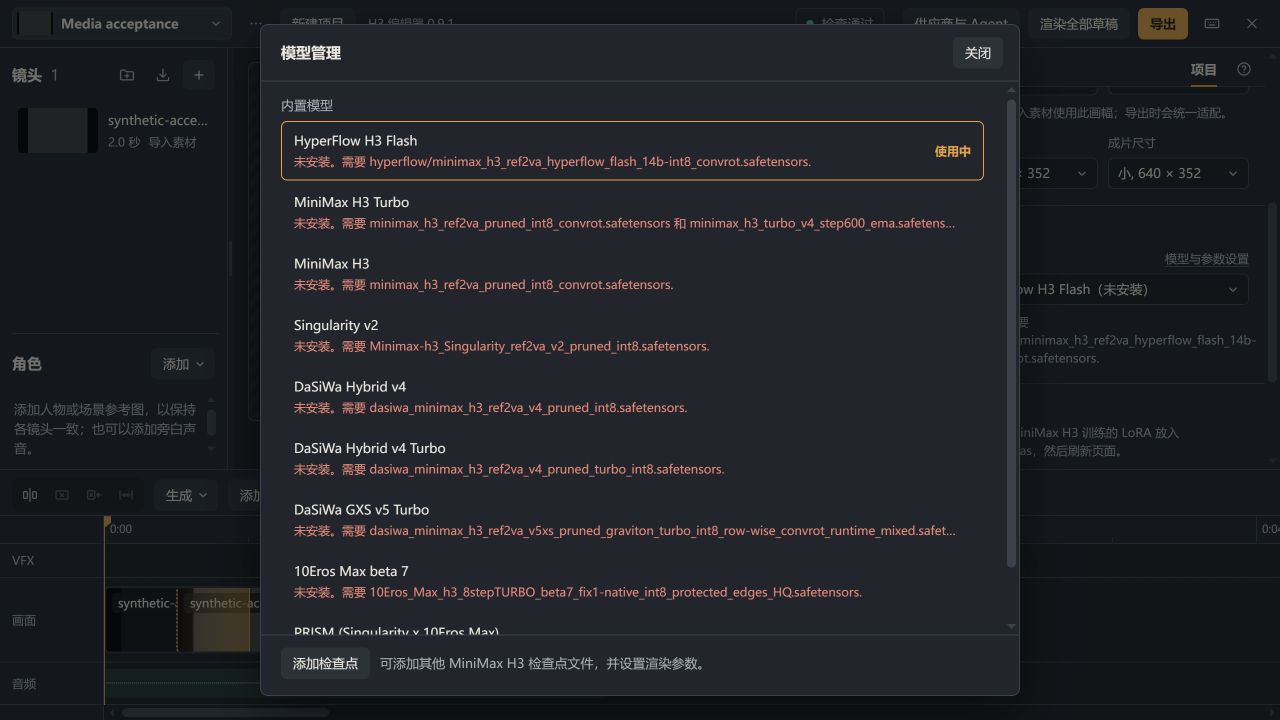 Media acceptance
新建项目
H3 编辑器 0.9.1
检查通过
供应商与 Agent
渲染全部草稿
导出
镜头 1
synthetic-acce...
2.0 秒 导入素材
角色
添加
添加人物或场景参考图，以保持
各镜头一致；也可以添加旁白声
音。
模型管理
关闭
内置模型
HyperFlow H3 Flash
未安装。需要 hyperflow/minimax_h3_ref2va_hyperflow_flash_14b-int8_convrot.safetensors.
使用中
MiniMax H3 Turbo
未安装。需要 minimax_h3_ref2va_pruned_int8_convrot.safetensors 和 minimax_h3_turbo_v4_step600_ema.safetens...
MiniMax H3
未安装。需要 minimax_h3_ref2va_pruned_int8_convrot.safetensors.
Singularity v2
未安装。需要 Minimax-h3_Singularity_ref2va_v2_pruned_int8.safetensors.
DaSiWa Hybrid v4
未安装。需要 dasiwa_minimax_h3_ref2va_v4_pruned_int8.safetensors.
DaSiWa Hybrid v4 Turbo
未安装。需要 dasiwa_minimax_h3_ref2va_v4_pruned_turbo_int8.safetensors.
DaSiWa GXS v5 Turbo
未安装。需要 dasiwa_minimax_h3_ref2va_v5xs_pruned_graviton_turbo_int8_row-wise_convrot_runtime_mixed.safet...
10Eros Max beta 7
未安装。需要 10Eros_Max_h3_8stepTURBO_beta7_fix1-native_int8_protected_edges_HQ.safetensors.
PRISM (Singularity x 10Eros Max)
添加检查点
可添加其他 MiniMax H3 检查点文件，并设置渲染参数。
项目
入素材使用此画幅；导出时会统一适配。
成片尺寸
× 352
小, 640 × 352
模型与参数设置
ow H3 Flash（未安装）
要
minimax_h3_ref2va_hyperflow_flash_14b-
ot.safetensors.
iniMax H3 训练的 LoRA 放入
as，然后刷新页面。
生成
添加
0:00
0:04
VFX
画面
synthetic-
synthetic-ac
音频